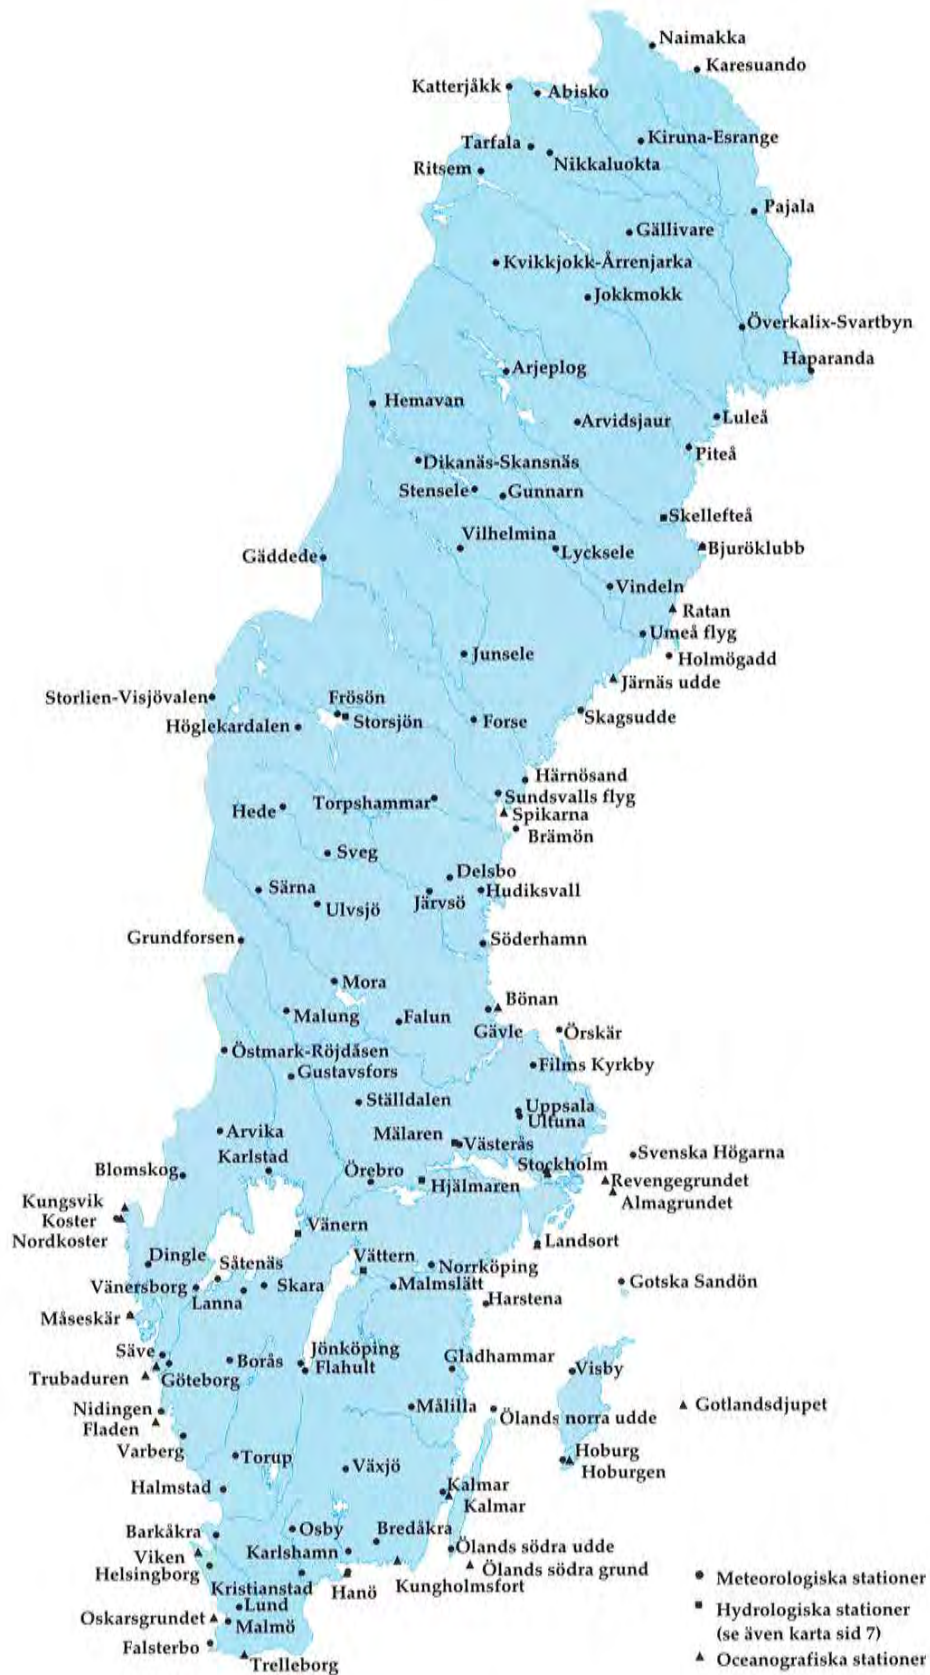 Naimakka
Karesuando
Katterjåkk
Abisko
Kiruna-Esrange
Tarfala
Nikkaluokta
Ritsem
Pajala
Gällivare
Kvikkjokk-Årrenjarka
Jokkmokk
Överkalix-Svartbyn
Haparanda
Arjeplog
Hemavan
Arvidsjaur
Luleå
Piteå
Dikanäs-Skansnäs
Stensele
Gunnarn
Skellefteå
Vilhelmina
Lycksele
Bjuröklubb
Gäddede
Vindeln
Ratan
Umeå flyg
Junsele
Holmögadd
Järnäs udde
Storlien-Visjövalen
Frösön
Storsjön
Höglekardalen
Forse
Skagsudde
Härnösand
Sundsvalls flyg
Torpshammar
Hede
Spikarna
Brämön
Sveg
Delsbo
Särna
Järvsö
Hudiksvall
Ulvsjö
Grundforsen
Söderhamn
Mora
Bönan
Malung
Falun
Gävle
Örskär
Östmark-Röjdåsen
Films Kyrkby
Gustavsfors
Ställdalen
Uppsala
Ultuna
Arvika
Mälaren
Västerås
Svenska Högarna
Blomskog
Karlstad
Örebro
Hjälmaren
Stockholm
Revengegrundet
Almagrundet
Kungsvik
Koster
Nordkoster
Vänern
Landsort
Dingle
Såtenäs
Vättern
Norrköping
Vänersborg
Lanna
Skara
Malmslätt
Gotska Sandön
Harstena
Måseskär
Säve
Borås
Jönköping
Flahult
Gladhammar
Visby
Trubaduren
Göteborg
Nidingen
Målilla
Ölands norra udde
Gotlandsdjupet
Fladen
Varberg
Torup
Växjö
Hoburg
Hoburgen
Halmstad
Kalmar
Kalmar
Barkåkra
Osby
Bredåkra
Viken
Karlshamn
Ölands södra udde
Helsingborg
Ölands södra grund
Kristianstad
Hanö
Kungholmsfort
Lund
Oskarsgrundet
Malmö
Falsterbo
Trelleborg
Meteorologiska stationer
Hydrologiska stationer
(se även karta sid 7)
Oceanografiska stationer